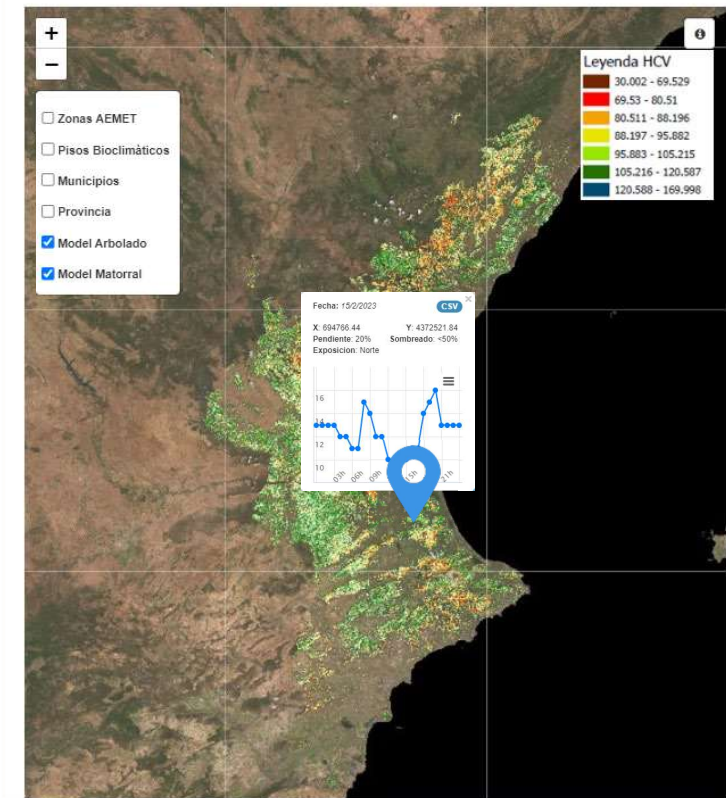 +
−
Zonas AEMET
Pisos Bioclimàticos
Municipios
Provincia
Model Arbolado
Model Matorral
Leyenda HCV
30.002 - 69.529
69.53 - 80.51
80.511 - 88.196
88.197 - 95.882
95.883 - 105.215
105.216 - 120.587
120.588 - 169.998
Fecha: 15/2/2023 CSV
X: 694766.44 Y: 4372521.84
Pendiente: 20% Sombreado: <50%
Exposicion: Norte
16
14
12
10
03h 06h 09h 15h 21h